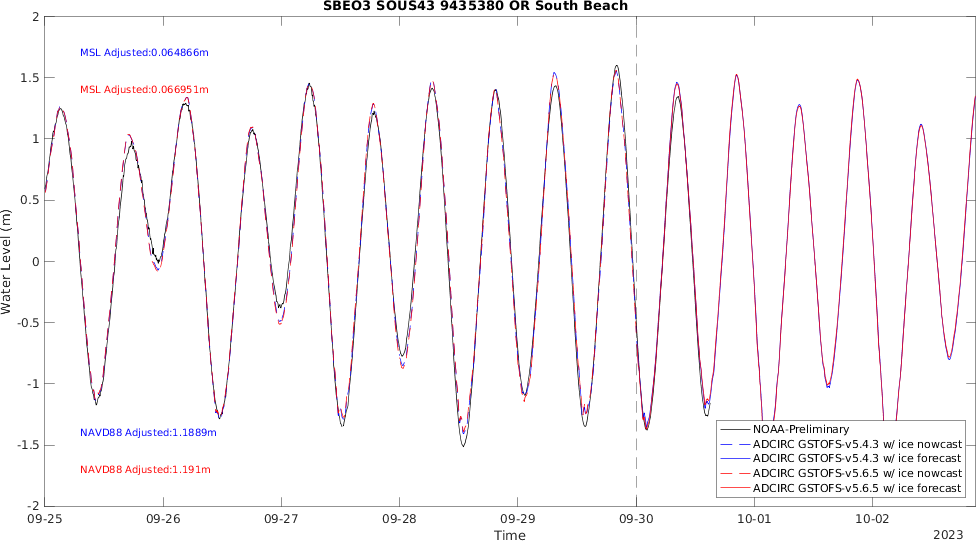 SBEO3 SOUS43 9435380 OR South Beach
2
1.5
1
0.5
0
-0.5
-1
-1.5
-2
Water Level (m)
MSL Adjusted:0.064866m
MSL Adjusted:0.066951m
NAVD88 Adjusted:1.1889m
NAVD88 Adjusted:1.191m
NOAA-Preliminary
ADCIRC GSTOFS-v5.4.3 w/ ice nowcast
ADCIRC GSTOFS-v5.4.3 w/ ice forecast
ADCIRC GSTOFS-v5.6.5 w/ ice nowcast
ADCIRC GSTOFS-v5.6.5 w/ ice forecast
09-25 09-26 09-27 09-28 09-29 09-30 10-01 10-02
Time
2023